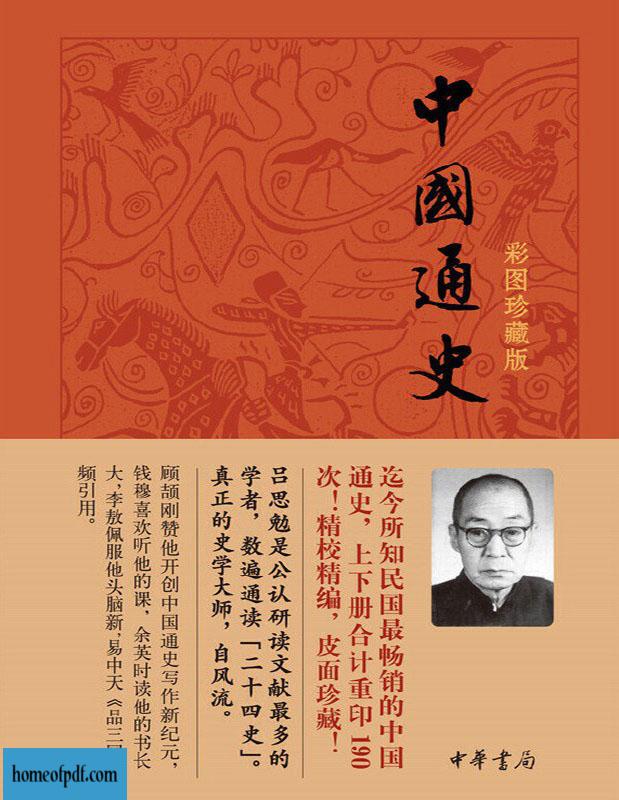 中國通史
彩图珍藏版
迄今所知民国最畅销的中国
通史，上下册合计重印190
次！精校精编，皮面珍藏！
吕思勉是公认研读文献最多的
学者，数遍通读「二十四史」。
真正的史学大师，自风流。
顾颉刚赞他开创中国通史写作新纪元，
钱穆喜欢听他的课，余英时读他的书长
大，李敖佩服他头脑新，易中天《品三
频引用。
中華書局
homeofpdf.com